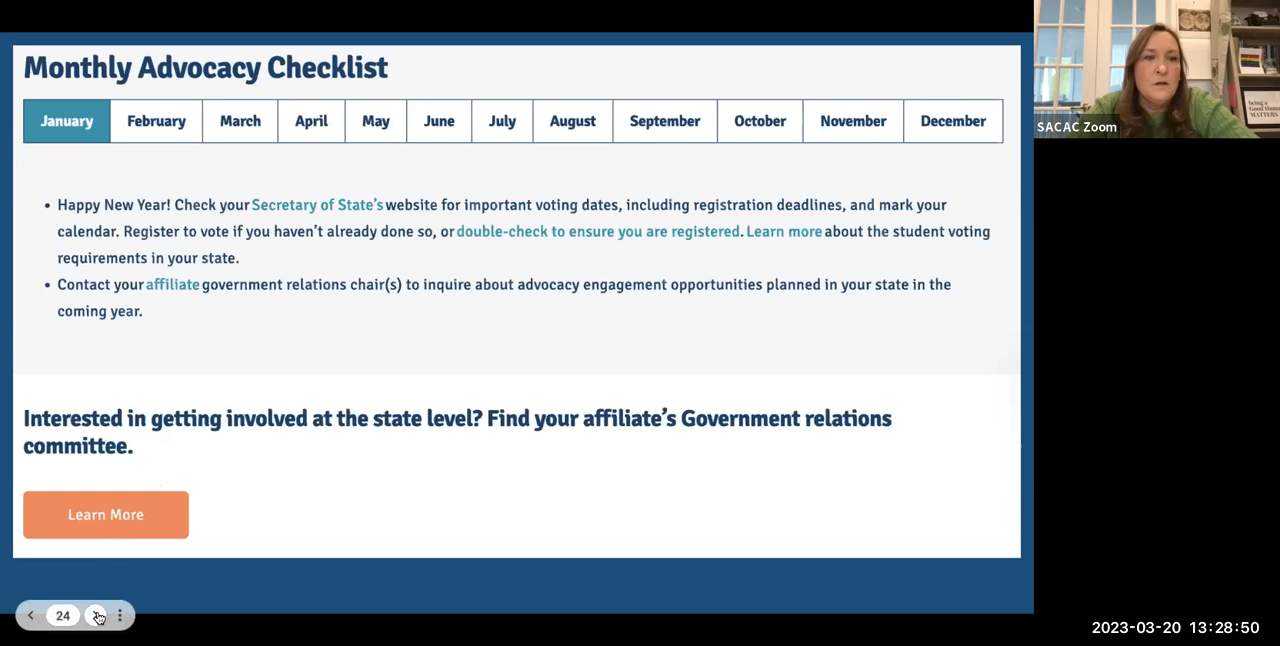 Monthly Advocacy Checklist
January February March April May June July August September October November December
• Happy New Year! Check your Secretary of State's website for important voting dates, including registration deadlines, and mark your
calendar. Register to vote if you haven't already done so, or double-check to ensure you are registered. Learn more about the student voting
requirements in your state.
• Contact your affiliate government relations chair(s) to inquire about advocacy engagement opportunities planned in your state in the
coming year.
Interested in getting involved at the state level? Find your affiliate's Government relations
committee.
Learn More
24
being a
Good Human
MATTERS
SACAC Zoom
2023-03-20 13:28:50